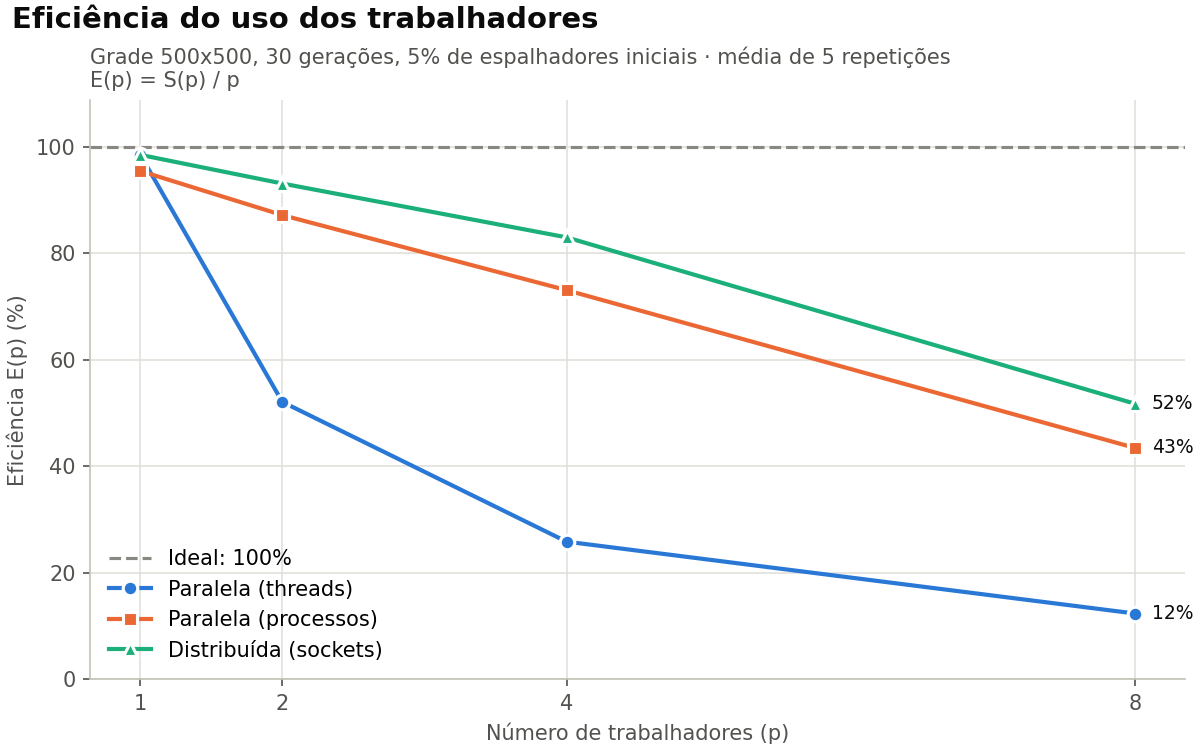 Eficiência do uso dos trabalhadores
Grade 500x500, 30 gerações, 5% de espalhadores iniciais · média de 5 repetições
E(p) = S(p) / p
100
80
60
40
20
0
Eficiência E(p) (%)
52%
43%
12%
Ideal: 100%
Paralela (threads)
Paralela (processos)
Distribuída (sockets)
1
2
4
8
Número de trabalhadores (p)